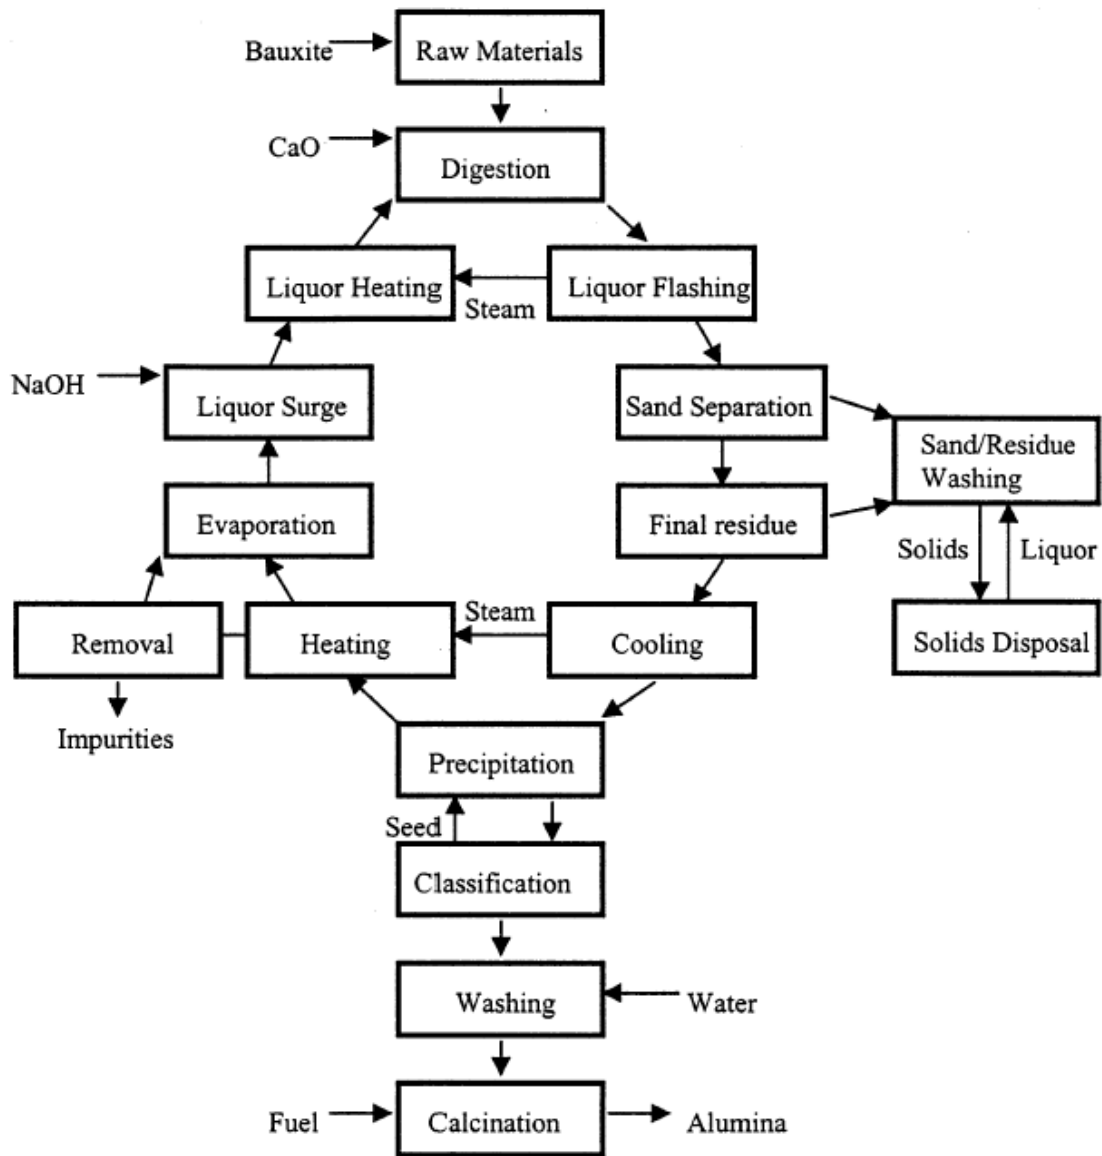 Bauxite
Raw Materials
CaO
Digestion
Liquor Heating
Steam
Liquor Flashing
NaOH
Liquor Surge
Sand Separation
Sand/Residue
Washing
Evaporation
Final residue
Solids
Liquor
Removal
Heating
Steam
Cooling
Solids Disposal
Impurities
Precipitation
Seed
Classification
Washing
Water
Fuel
Calcination
Alumina